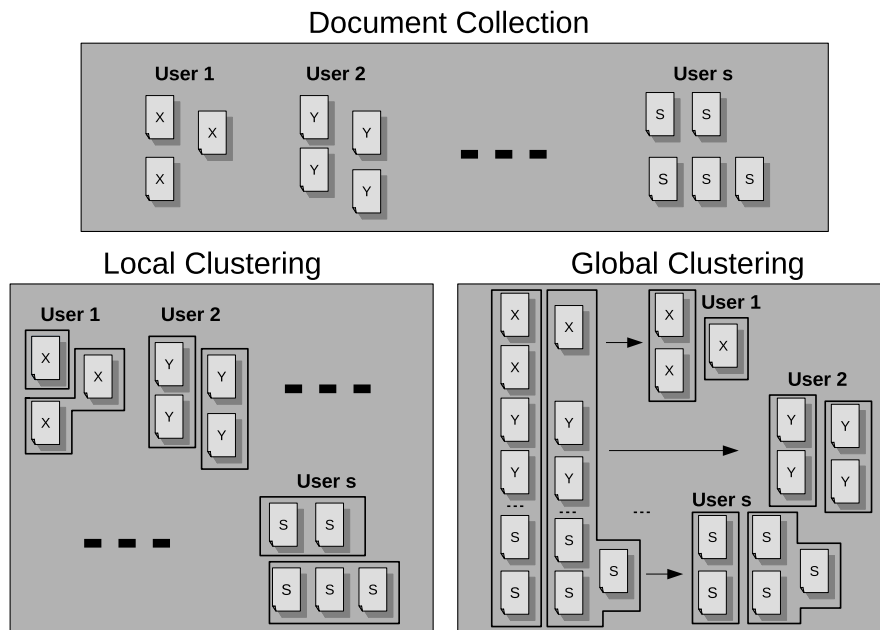 Document Collection
User 1 User 2 User s
X Y S S
X Y
Y
X S S S
Y
Local Clustering Global Clustering
User 1 User 2
X
X
X
Y
Y
Y
Y
User s
S S
S S S
X X
X
Y Y
Y Y
S S
S S S
User 1
X
X
X
User 2
Y Y
Y Y
User s
S S
S
S S